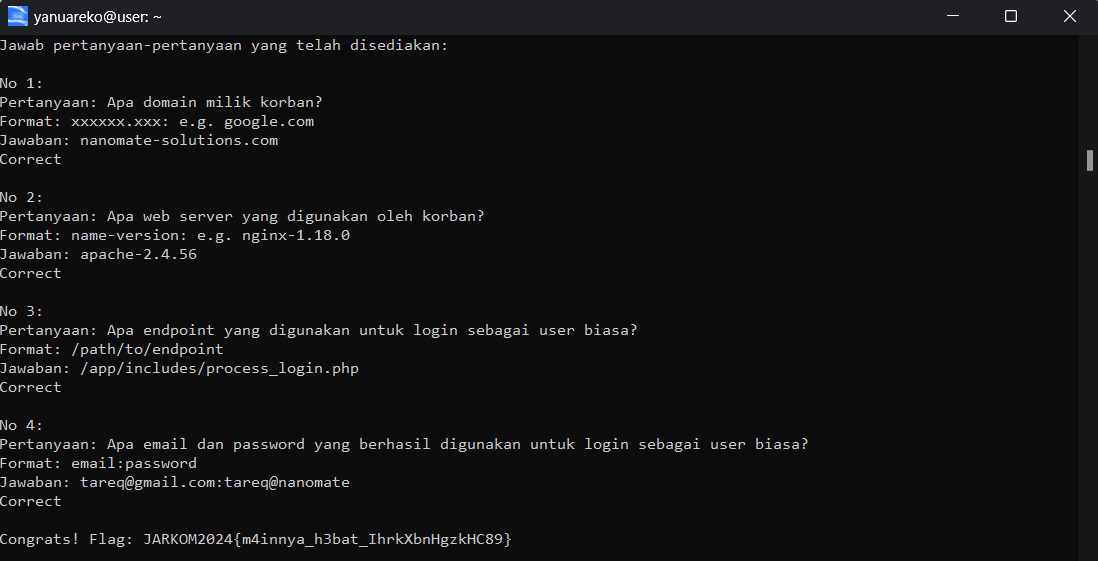 yanuareko@user: ~
Jawab pertanyaan-pertanyaan yang telah disediakan:
No 1:
Pertanyaan: Apa domain milik korban?
Format: xxxxxx.xxx: e.g. google.com
Jawaban: nanomate-solutions.com
Correct
No 2:
Pertanyaan: Apa web server yang digunakan oleh korban?
Format: name-version: e.g. nginx-1.18.0
Jawaban: apache-2.4.56
Correct
No 3:
Pertanyaan: Apa endpoint yang digunakan untuk login sebagai user biasa?
Format: /path/to/endpoint
Jawaban: /app/includes/process_login.php
Correct
No 4:
Pertanyaan: Apa email dan password yang berhasil digunakan untuk login sebagai user biasa?
Format: email:password
Jawaban: tareq@gmail.com:tareq@nanomate
Correct
Congrats! Flag: JARKOM2024{m4innya_h3bat_IhrkXbnHgzkHC89}